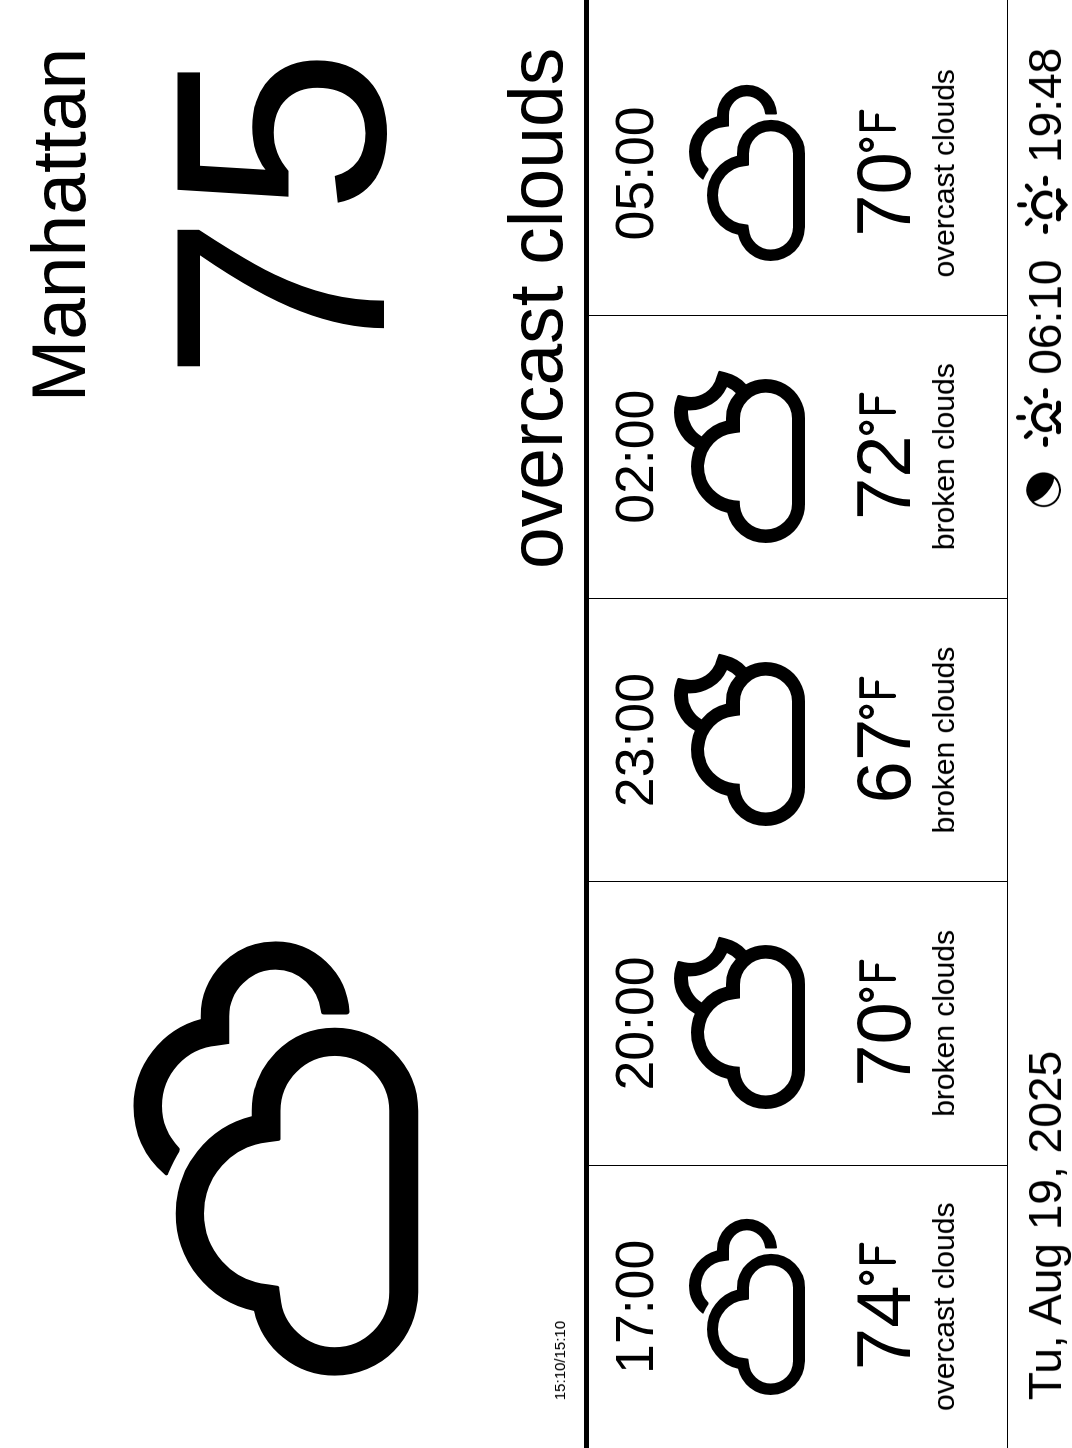 Manhattan
75
overcast clouds
15:10/15:10
17:00
74°F
overcast clouds
20:00
70°F
broken clouds
23:00
67°F
broken clouds
02:00
72°F
broken clouds
05:00
70°F
overcast clouds
Tu, Aug 19, 2025
06:10 19:48